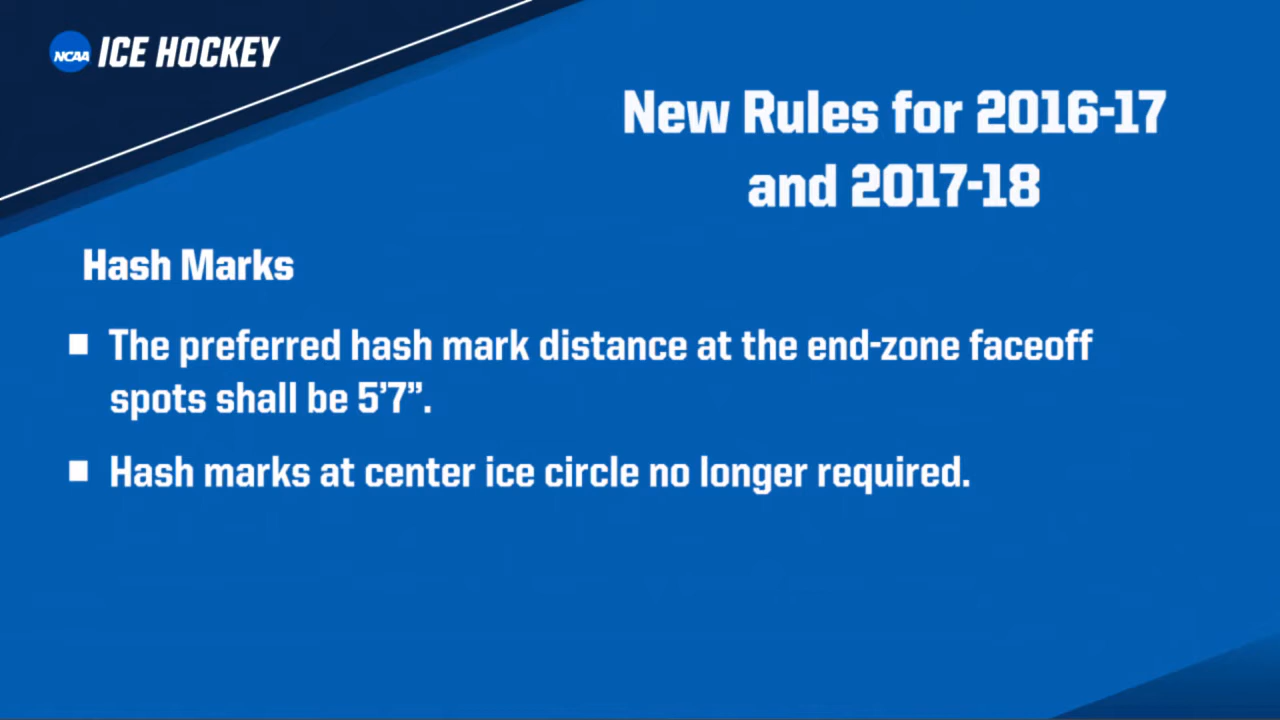 NCAA ICE HOCKEY
New Rules for 2016-17
and 2017-18
Hash Marks
■ The preferred hash mark distance at the end-zone faceoff
spots shall be 5’7”.
■ Hash marks at center ice circle no longer required.